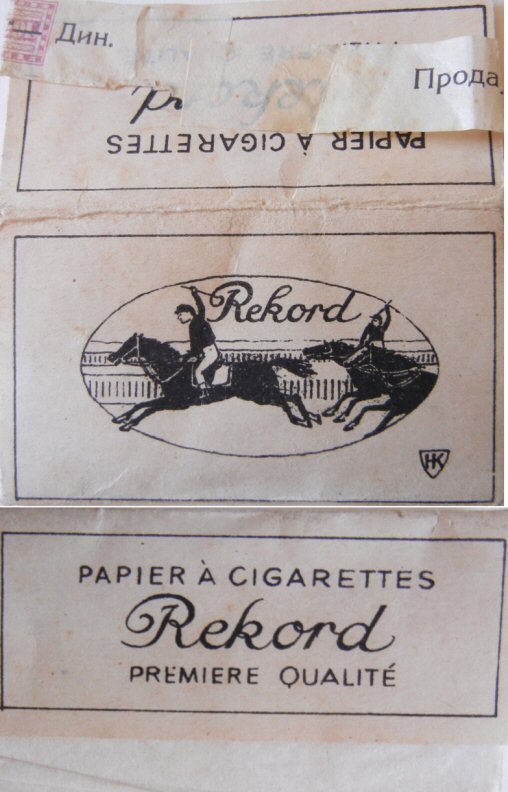 Дин.
Прода
PAPIER À CIGARETTES
Rekord
HK
PAPIER À CIGARETTES
Rekord
PREMIERE QUALITÉ